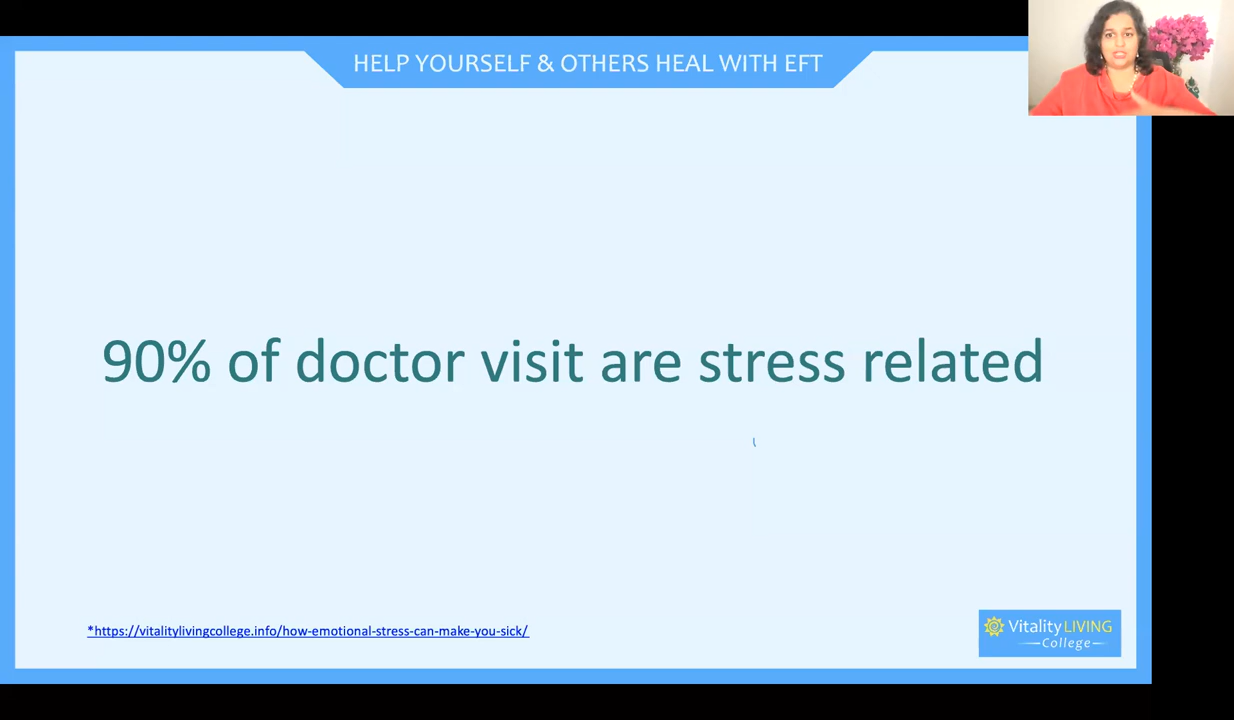 HELP YOURSELF & OTHERS HEAL WITH EFT
90% of doctor visit are stress related
*https://vitalitylivingcollege.info/how-emotional-stress-can-make-you-sick/
Vitality LIVING
College